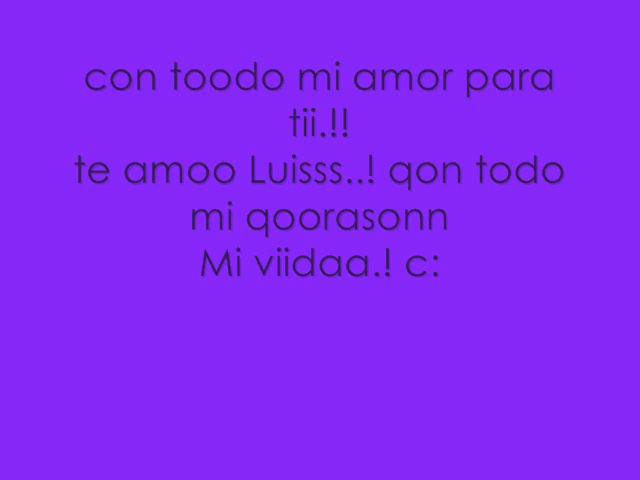 con toodo mi amor para
tii.!!
te amoo Luisss..! qon todo
mi qoorasonn
Mi viidaa.! c: